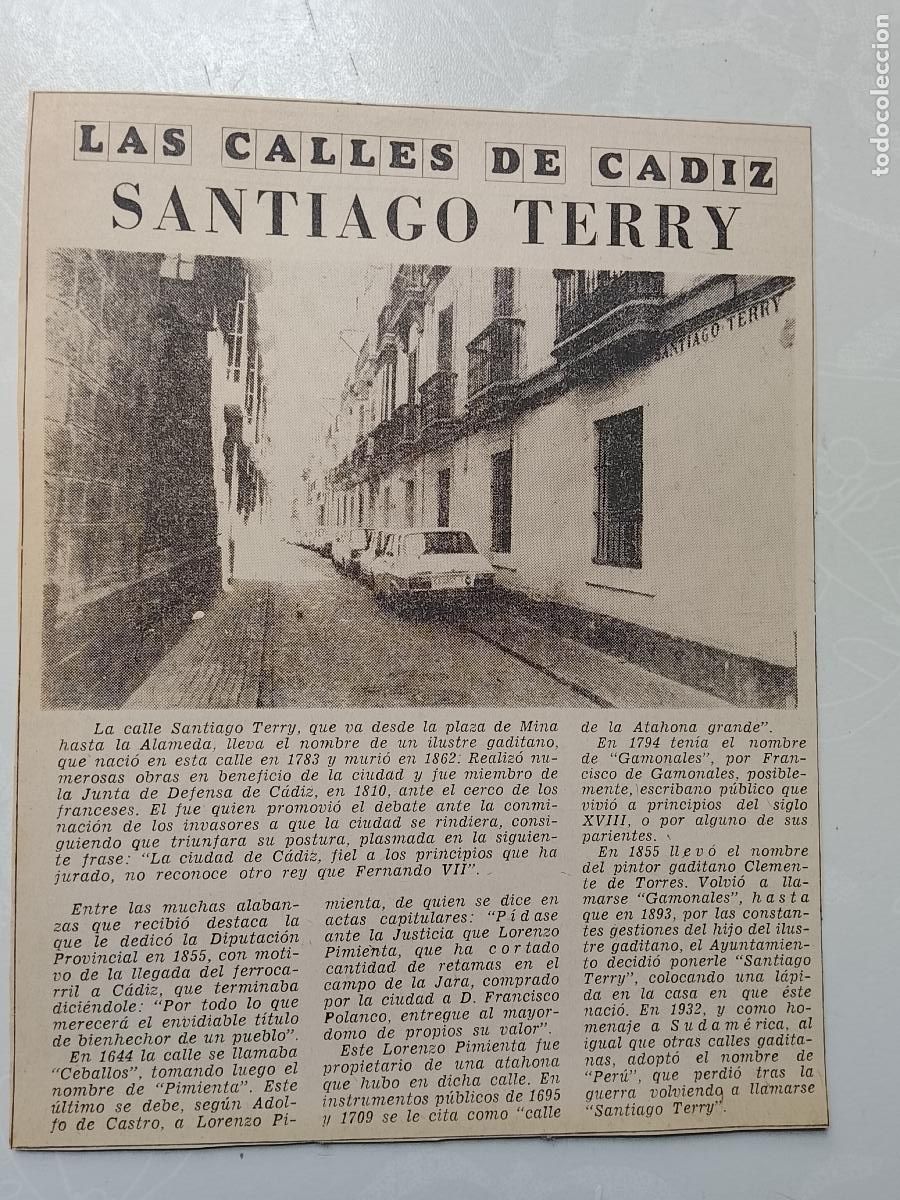 LAS CALLES DE CADIZ
SANTIAGO TERRY
SANTIAGO TERRY
La calle Santiago Terry, que va desde la plaza de Mina
hasta la Alameda, lleva el nombre de un ilustre gaditano,
que nació en esta calle en 1783 y murió en 1862. Realizó nu-
merosas obras en beneficio de la ciudad y fue miembro de
la Junta de Defensa de Cádiz, en 1810, ante el cerco de los
franceses. El fue quien promovió el debate ante la conmi-
nación de los invasores a que la ciudad se rindiera, consi-
guiendo que triunfara su postura, plasmada en la siguien-
te frase: "La ciudad de Cádiz, fiel a los principios que ha
jurado, no reconoce otro rey que Fernando VII".
Entre las muchas alaban-
zas que recibió destaca la
que le dedicó la Diputación
Provincial en 1855, con moti-
vo de la llegada del ferroca-
rril a Cádiz, que terminaba
diciéndole: "Por todo lo que
merecerá el envidiable título
de bienhechor de un pueblo".
En 1644 la calle se llamaba
"Ceballos", tomando luego el
nombre de "Pimienta". Este
último se debe, según Adol-
fo de Castro, a Lorenzo Pi-
mienta, de quien se dice en
actas capitulares: "Pídase
ante la Justicia que Lorenzo
Pimienta, que ha cortado
cantidad de retamas en el
campo de la Jara, comprado
por la ciudad a D. Francisco
Polanco, entregue al mayor-
domo de propios su valor".
Este Lorenzo Pimienta fue
propietario de una atahona
que hubo en dicha calle. En
instrumentos públicos de 1695
y 1709 se le cita como "calle
de la Atahona grande".
En 1794 tenía el nombre
de "Gamonales", por Fran-
cisco de Gamonales, posible-
mente, escribano público que
vivió a principios del siglo
XVIII, o por alguno de sus
parientes.
En 1855 llevó el nombre
del pintor gaditano Clemen-
te de Torres. Volvió a lla-
marse "Gamonales", hasta
que en 1893, por las constan-
tes gestiones del hijo del ilus-
tre gaditano, el Ayuntamien-
to decidió ponerle "Santiago
Terry", colocando una lápi-
da en la casa en que éste
nació. En 1932, y como ho-
menaje a Sudamérica, al
igual que otras calles gadita-
nas, adoptó el nombre de
"Perú", que perdió tras la
guerra volviendo a llamarse
"Santiago Terry".
todocoleccion